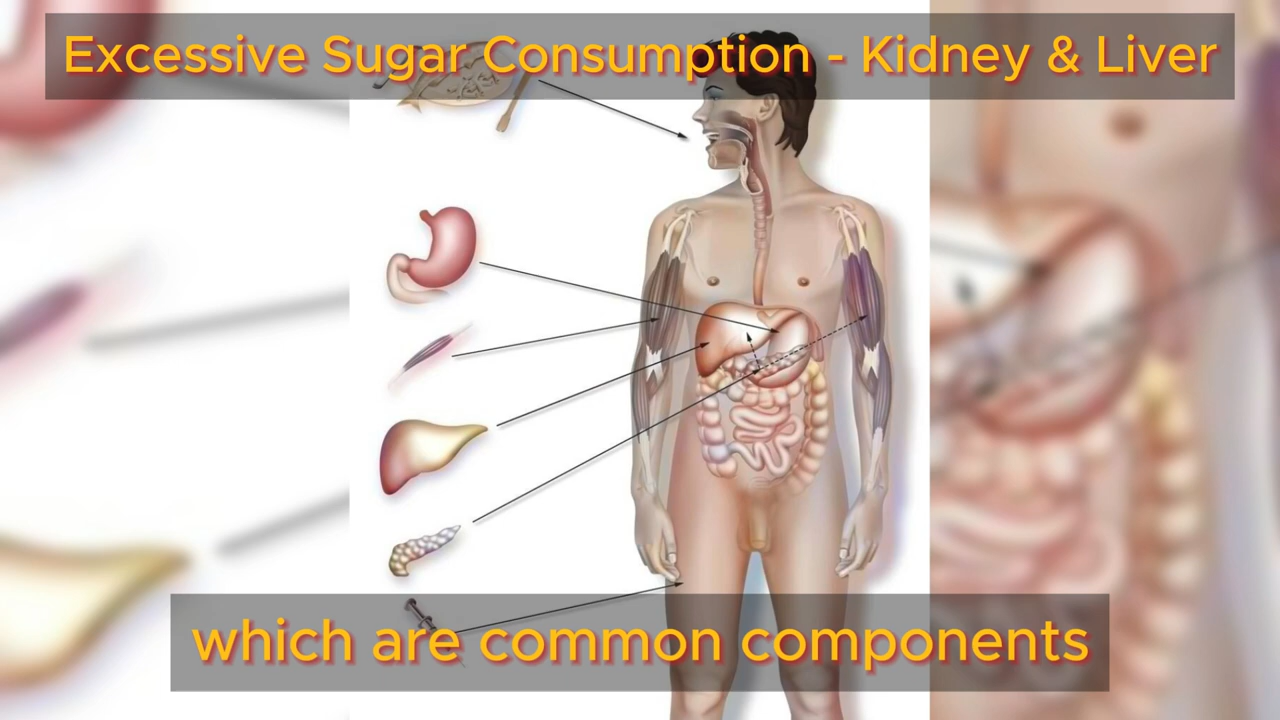 Excessive Sugar Consumption - Kidney & Liver
which are common components